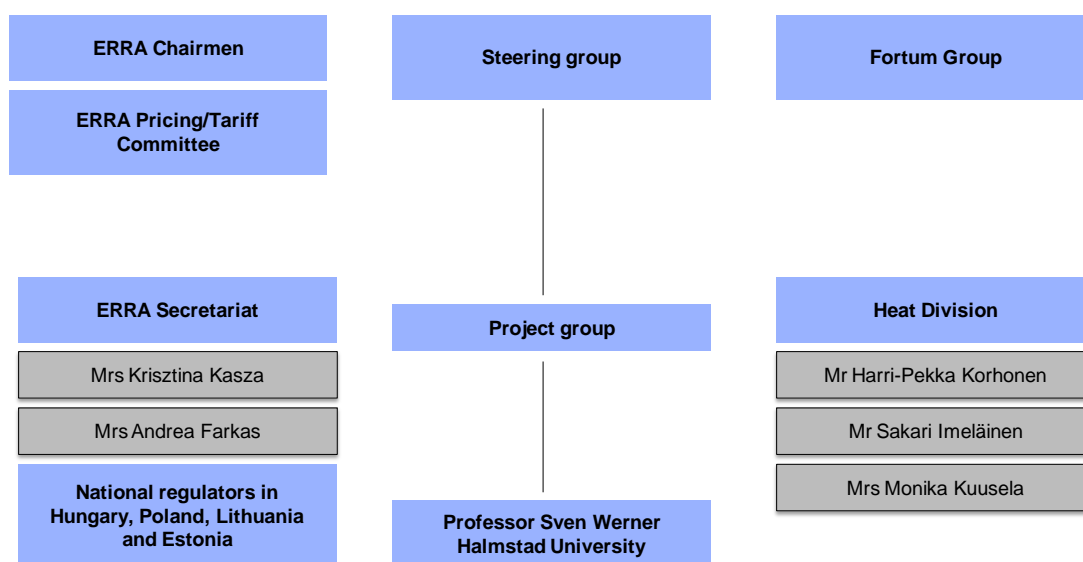 ERRA Chairmen
ERRA Pricing/Tariff
Committee
Steering group
Fortum Group
ERRA Secretariat
Mrs Krisztina Kasza
Mrs Andrea Farkas
National regulators in
Hungary, Poland, Lithuania
and Estonia
Project group
Professor Sven Werner
Halmstad University
Heat Division
Mr Harri-Pekka Korhonen
Mr Sakari Imeläinen
Mrs Monika Kuusela